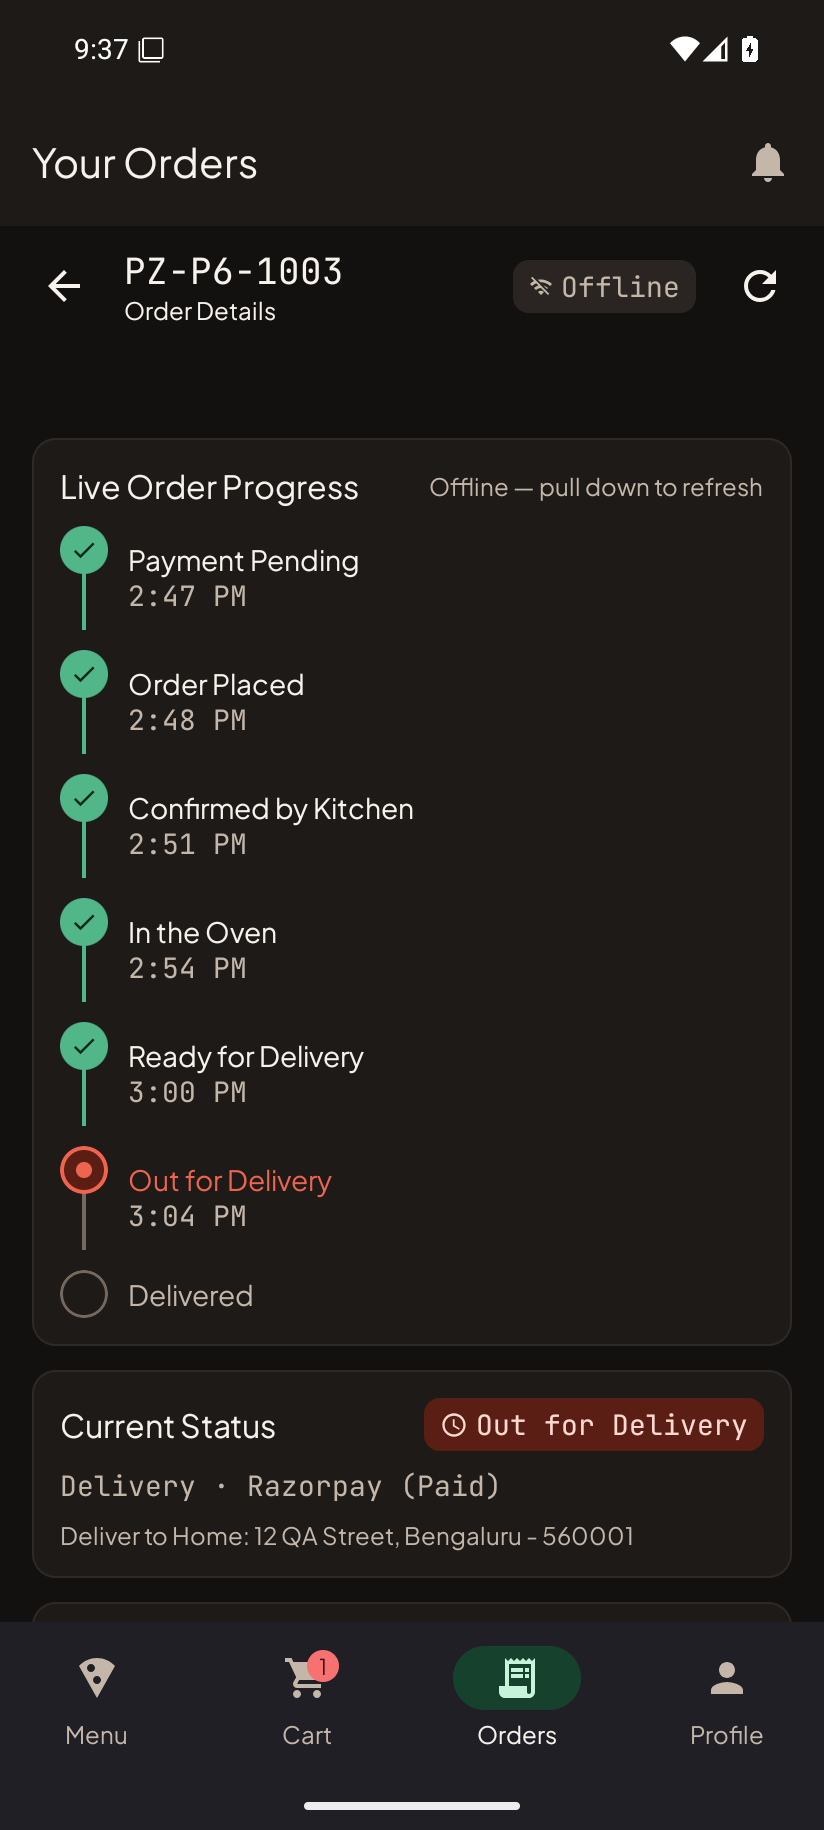 9:37
Your Orders
PZ-P6-1003
Order Details
Offline
Live Order Progress
Offline — pull down to refresh
Payment Pending
2:47 PM
Order Placed
2:48 PM
Confirmed by Kitchen
2:51 PM
In the Oven
2:54 PM
Ready for Delivery
3:00 PM
Out for Delivery
3:04 PM
Delivered
Current Status
Out for Delivery
Delivery · Razorpay (Paid)
Deliver to Home: 12 QA Street, Bengaluru - 560001
1
Menu
Cart
Orders
Profile